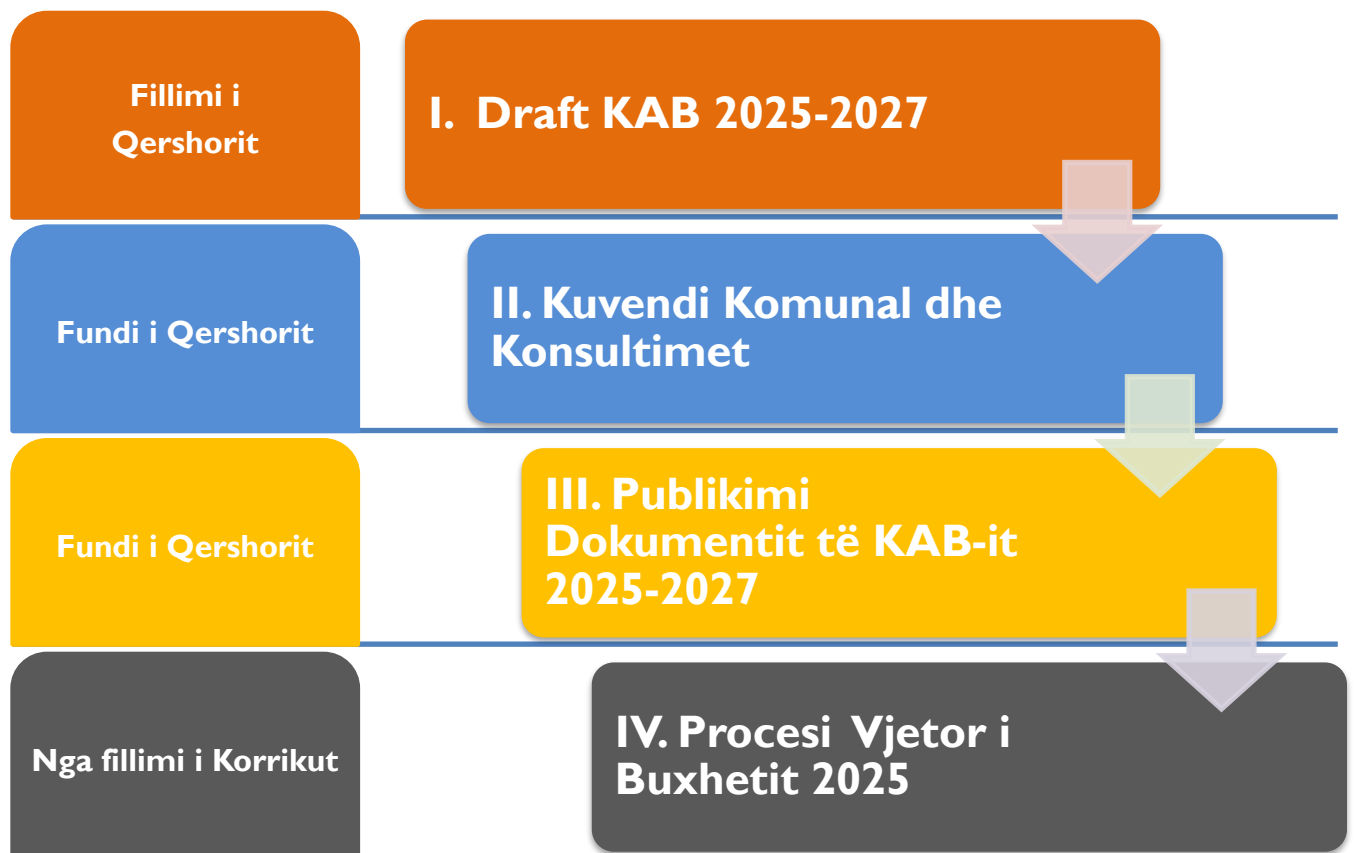 Fillimi i
Qershorit
I. Draft KAB 2025-2027
Fundi i Qershorit
II. Kuvendi Komunal dhe
Konsultimet
Fundi i Qershorit
III. Publikimi
Dokumentit të KAB-it
2025-2027
Nga fillimi i Korrikut
IV. Procesi Vjetor i
Buxhetit 2025